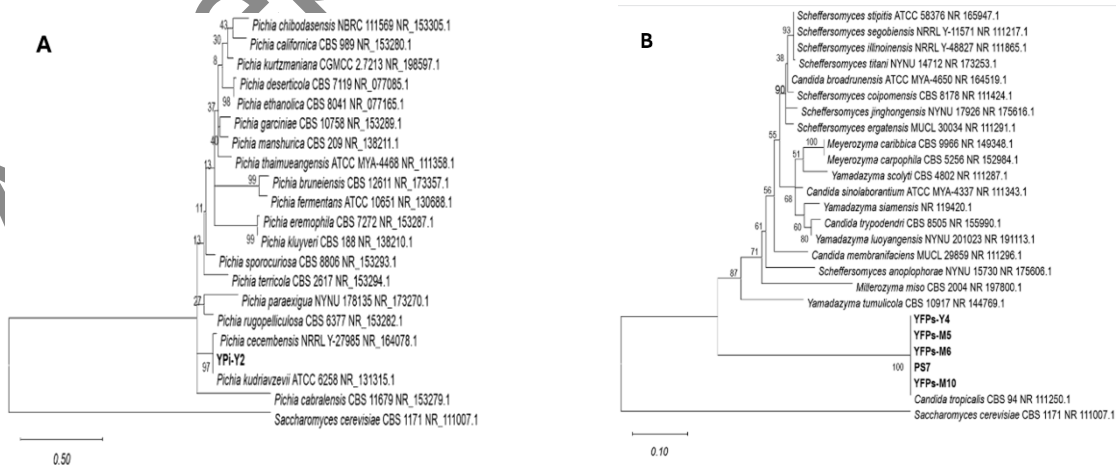 A
43
Pichia chibodasensis NBRC 111569 NR_153305.1
30
Pichia californica CBS 989 NR_153280.1
8
Pichia kurtzmaniana CGMCC 2.7213 NR_198597.1
Pichia deserticola CBS 7119 NR_077085.1
98
Pichia ethanolica CBS 8041 NR_077165.1
37
Pichia garciniae CBS 10758 NR_153289.1
40
Pichia manshurica CBS 209 NR_138211.1
13
Pichia thaimueangensis ATCC MYA-4468 NR_111358.1
99
Pichia bruneiensis CBS 12611 NR_173357.1
Pichia fermentans ATCC 10651 NR_130688.1
11
Pichia eremophila CBS 7272 NR_153287.1
99
Pichia kluyveri CBS 188 NR_138210.1
13
Pichia sporocuriosa CBS 8806 NR_153293.1
Pichia terricola CBS 2617 NR_153294.1
27
Pichia paraexigua NYNU 178135 NR_173270.1
Pichia rugopelliculosa CBS 6377 NR_153282.1
Pichia cecembensis NRRL Y-27985 NR_164078.1
YPi-Y2
97
Pichia kudriavzevii ATCC 6258 NR_131315.1
Pichia cabralensis CBS 11679 NR_153279.1
Saccharomyces cerevisiae CBS 1171 NR_111007.1
0.50
B
Scheffersomyces stipitis ATCC 58376 NR 165947.1
93
Scheffersomyces segobiensis NRRL Y-11571 NR 111217.1
Scheffersomyces illinoinensis NRRL Y-48827 NR 111865.1
38
Scheffersomyces titani NYNU 14712 NR 173253.1
Candida broadrunensis ATCC MYA-4650 NR 164519.1
90
Scheffersomyces coipomensis CBS 8178 NR 111424.1
Scheffersomyces jinghongensis NYNU 17926 NR 175616.1
Scheffersomyces ergatensis MUCL 30034 NR 111291.1
55
100
Meyerozyma caribbica CBS 9966 NR 149348.1
51
Meyerozyma carpophila CBS 5256 NR 152984.1
Yamadazyma scolyti CBS 4802 NR 111287.1
56
Candida sinolaborantium ATCC MYA-4337 NR 111343.1
68
Yamadazyma siamensis NR 119420.1
61
60
Candida trypodendri CBS 8505 NR 155990.1
80
Yamadazyma luoyangensis NYNU 201023 NR 191113.1
71
Candida membranifaciens MUCL 29859 NR 111296.1
87
Scheffersomyces anoplophorae NYNU 15730 NR 175606.1
Millerozyma miso CBS 2004 NR 197800.1
Yamadazyma tumulicola CBS 10917 NR 144769.1
YFPs-Y4
YFPs-M5
YFPs-M6
100
PS7
YFPs-M10
Candida tropicalis CBS 94 NR 111250.1
Saccharomyces cerevisiae CBS 1171 NR 111007.1
0.10